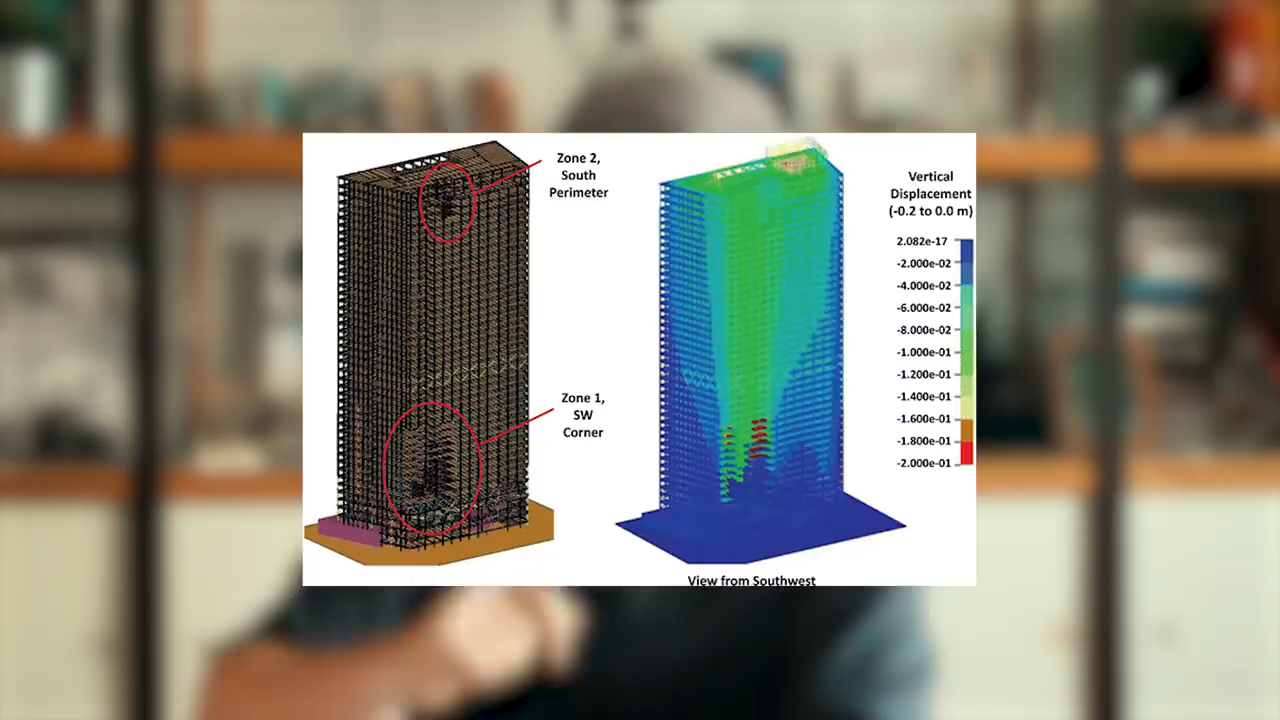 Zone 2,
South
Perimeter
Zone 1,
SW
Corner
Vertical
Displacement
(-0.2 to 0.0 m)
2.082e-17
-2.000e-02
-4.000e-02
-6.000e-02
-8.000e-02
-1.000e-01
-1.200e-01
-1.400e-01
-1.600e-01
-1.800e-01
-2.000e-01
View from Southwest